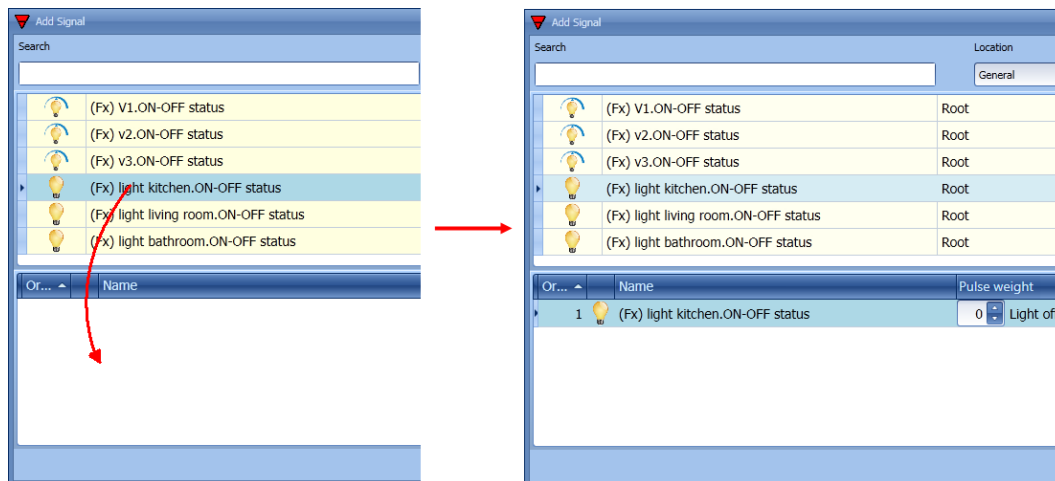 Add Signal
Search
(Fx) V1.ON-OFF status
(Fx) v2.ON-OFF status
(Fx) v3.ON-OFF status
(Fx) light kitchen.ON-OFF status
(Fx) light living room.ON-OFF status
(Fx) light bathroom.ON-OFF status
Or... Name
Add Signal
Search Location
General
(Fx) V1.ON-OFF status Root
(Fx) v2.ON-OFF status Root
(Fx) v3.ON-OFF status Root
(Fx) light kitchen.ON-OFF status Root
(Fx) light living room.ON-OFF status Root
(Fx) light bathroom.ON-OFF status Root
Or... Name Pulse weight
1 (Fx) light kitchen.ON-OFF status 0 Light of